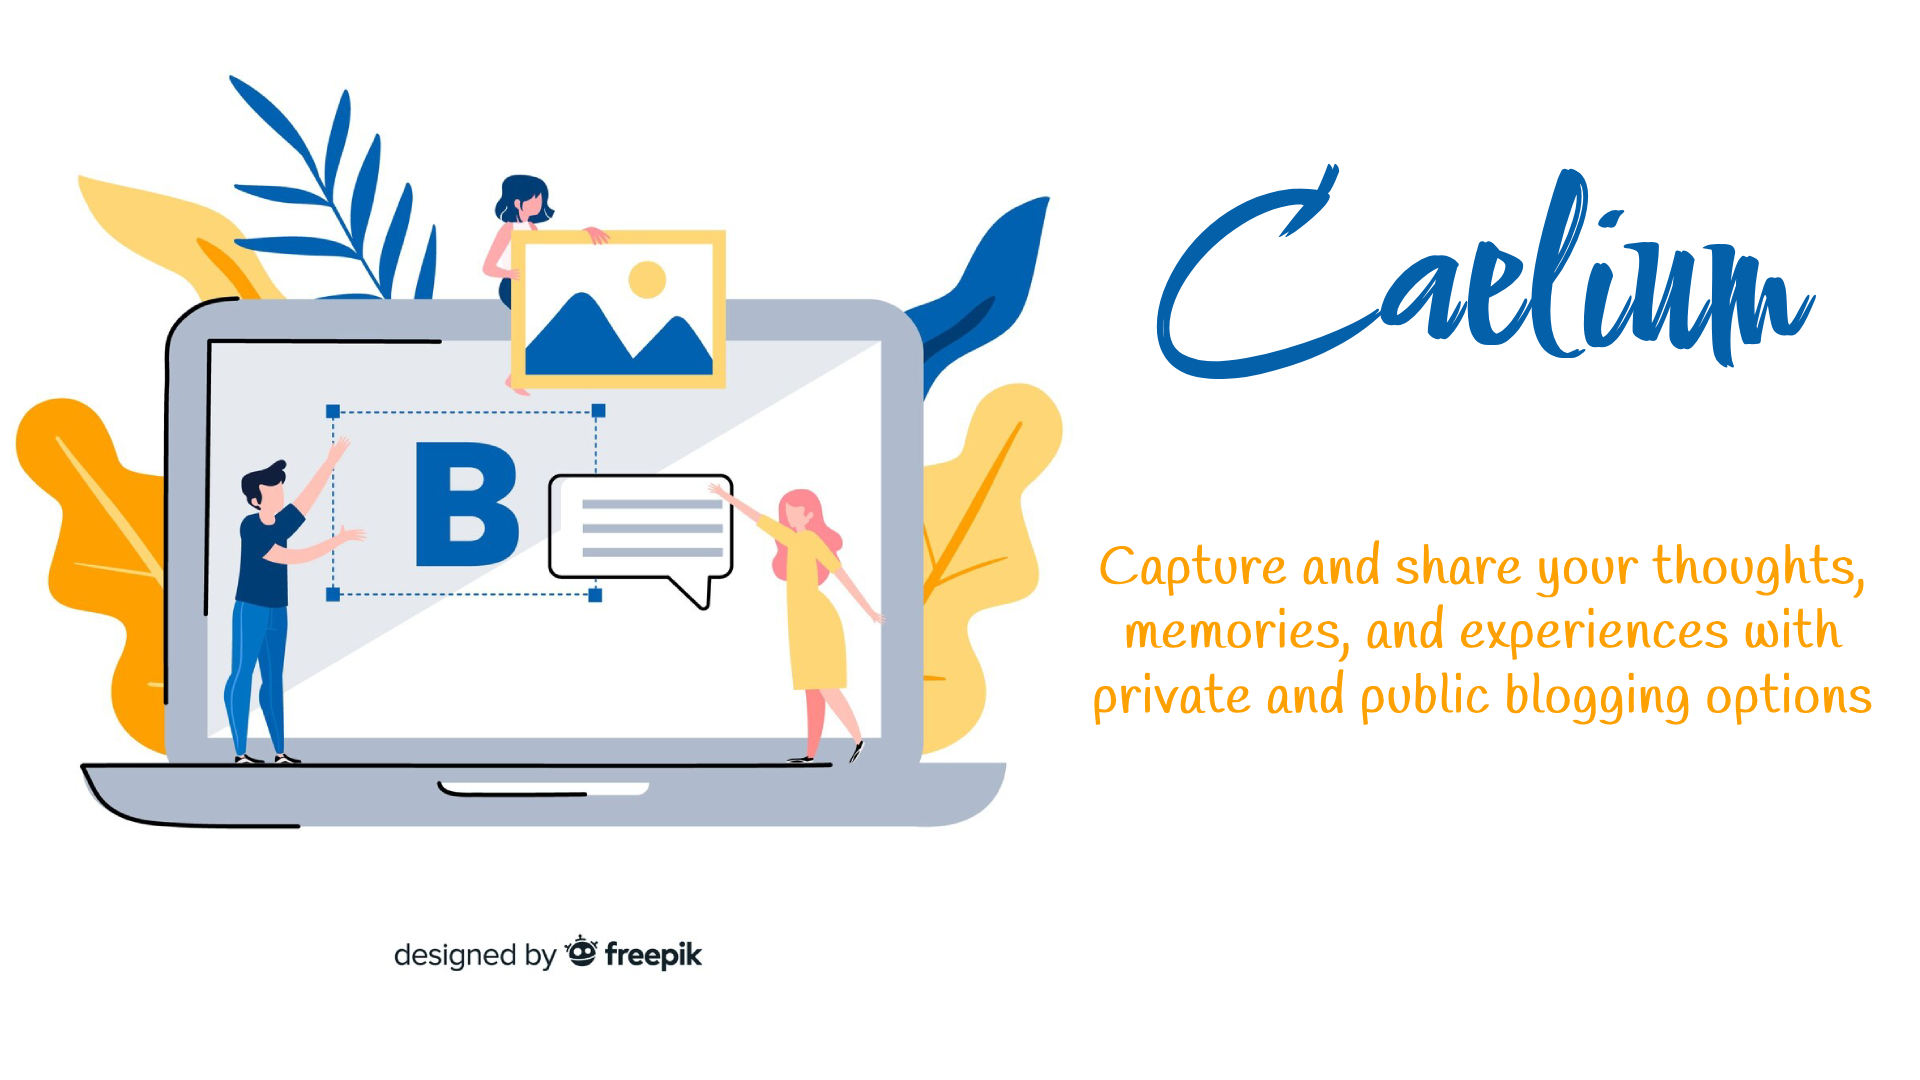 Caelium
Capture and share your thoughts,
memories, and experiences with
private and public blogging options
B
designed by freepik